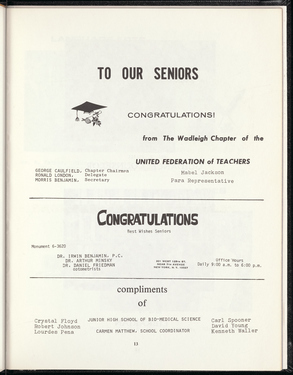 TO OUR SENIORS
CONGRATULATIONS!
from The Wadleigh Chapter of the
UNITED FEDERATION of TEACHERS
GEORGE CAULFIELD, Chapter Chairman
RONALD LONDON, Delegate
MORRIS BENJAMIN, Secretary
Mabel Jackson
Para Representative
CONGRATULATIONS
Best Wishes Seniors
Monument 6-3620
DR. IRWIN BENJAMIN, P.C.
DR. ARTHUR MINSKY
DR. DANIEL FRIEDMAN
OPTOMETRISTS
NEW YORK, N.Y. 10027
Office Hours
Daily 9:00 a.m. to 6:00 p.m.
compliments
of
Crystal Floyd
Robert Johnson
Lourdes Pena
JUNIOR HIGH SCHOOL OF BIO-MEDICAL SCIENCE
CARMEN MATTHEW, SCHOOL COORDINATOR
Carl Spooner
David Young
Kenneth Waller